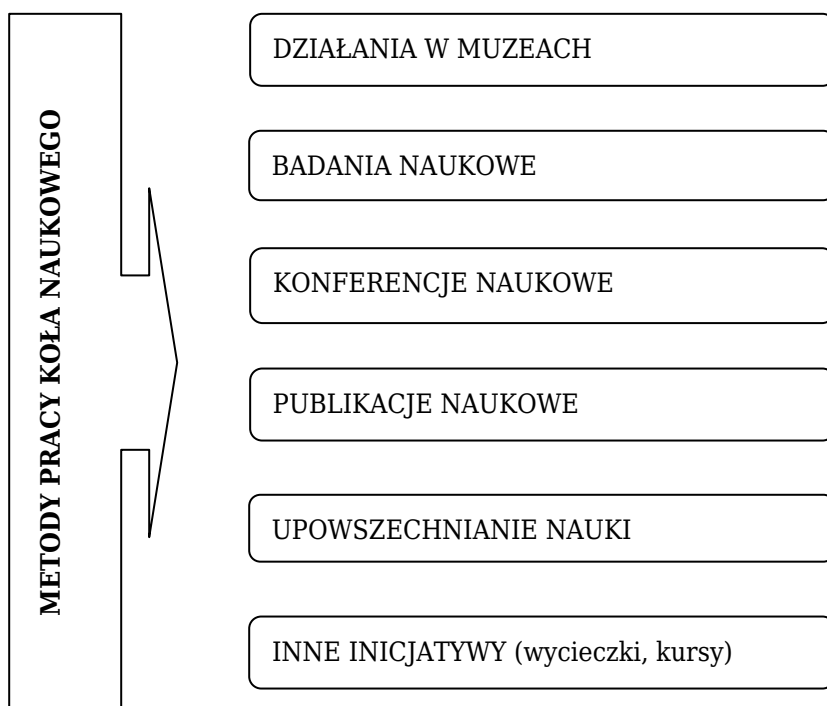 METODY PRACY KOŁA NAUKOWEGO
DZIAŁANIA W MUZEACH
BADANIA NAUKOWE
KONFERENCJE NAUKOWE
PUBLIKACJE NAUKOWE
UPOWSZECHNIANIE NAUKI
INNE INICJATYWY (wycieczki, kursy)